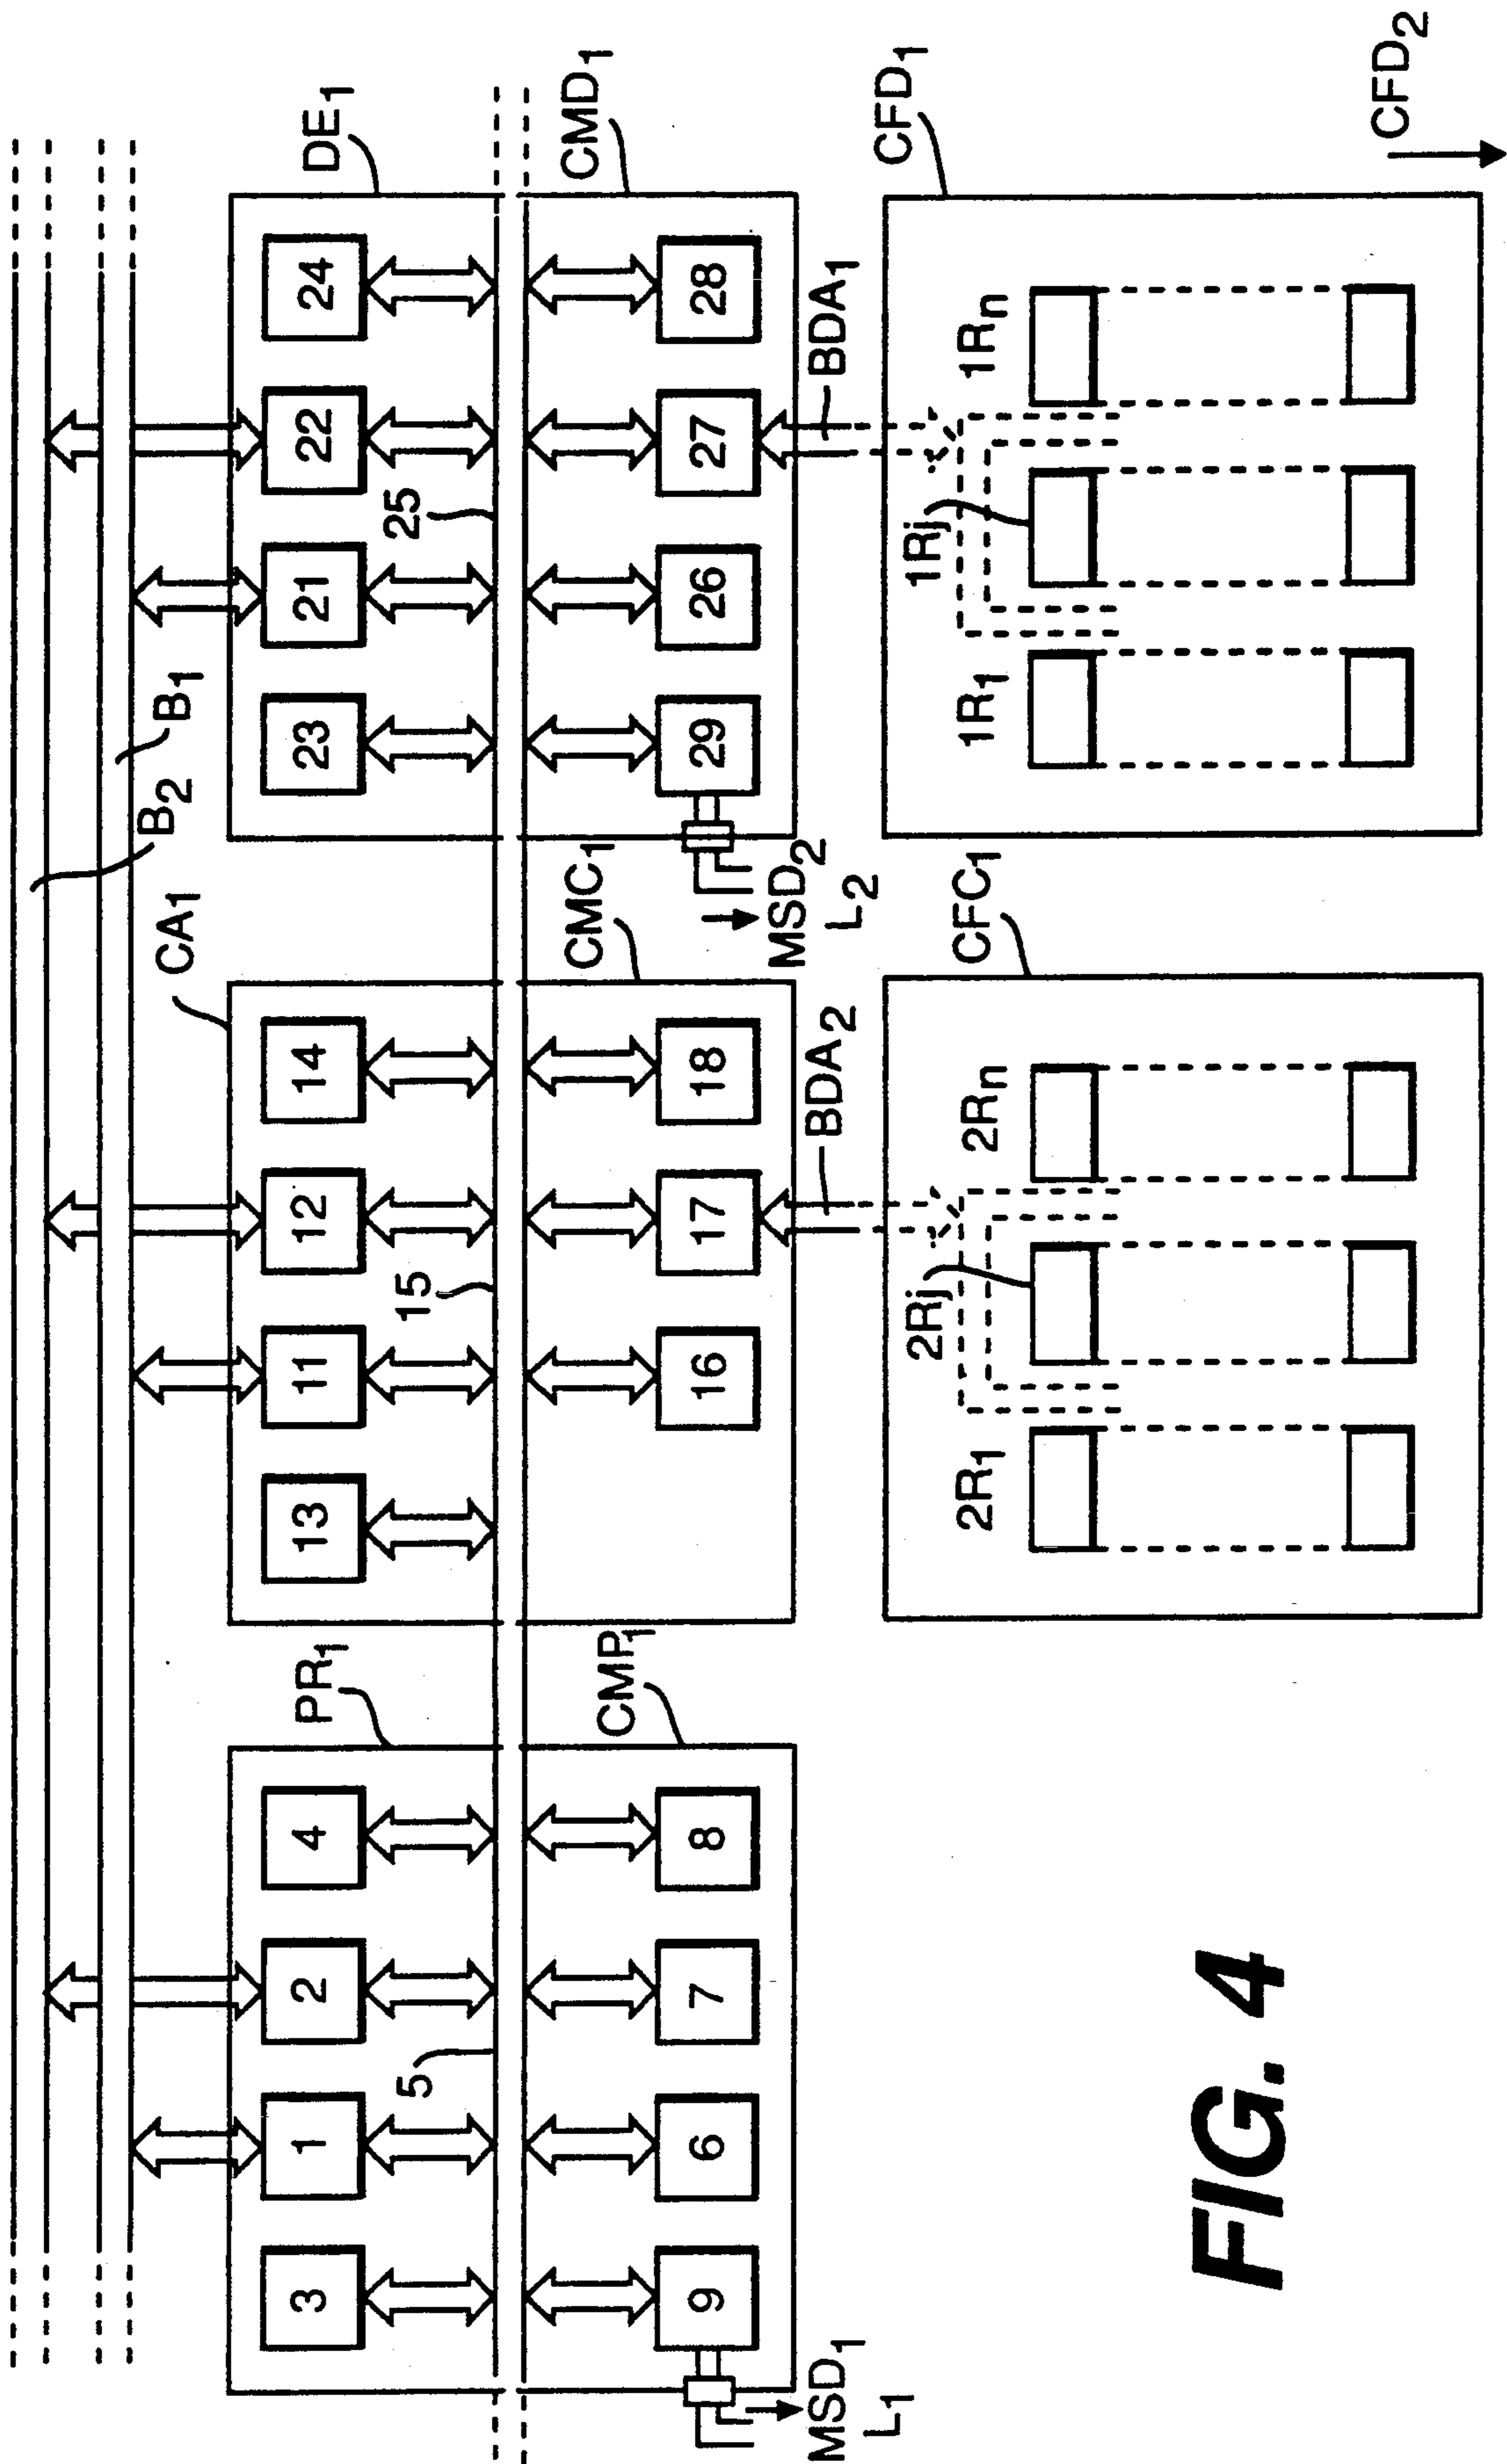 B₂
B₁
PR₁
CA₁
DE₁
3
1
2
4
13
11
12
14
23
21
22
24
5
15
25
9
6
7
8
16
17
18
29
26
27
28
CMP₁
CMC₁
CMD₁
MSD₁
L₁
MSD₂
L₂
BDA₂
BDA₁
CFC₁
CFD₁
2R₁
2Rj
2Rn
1R₁
1Rj
1Rn
CFD₂
FIG. 4